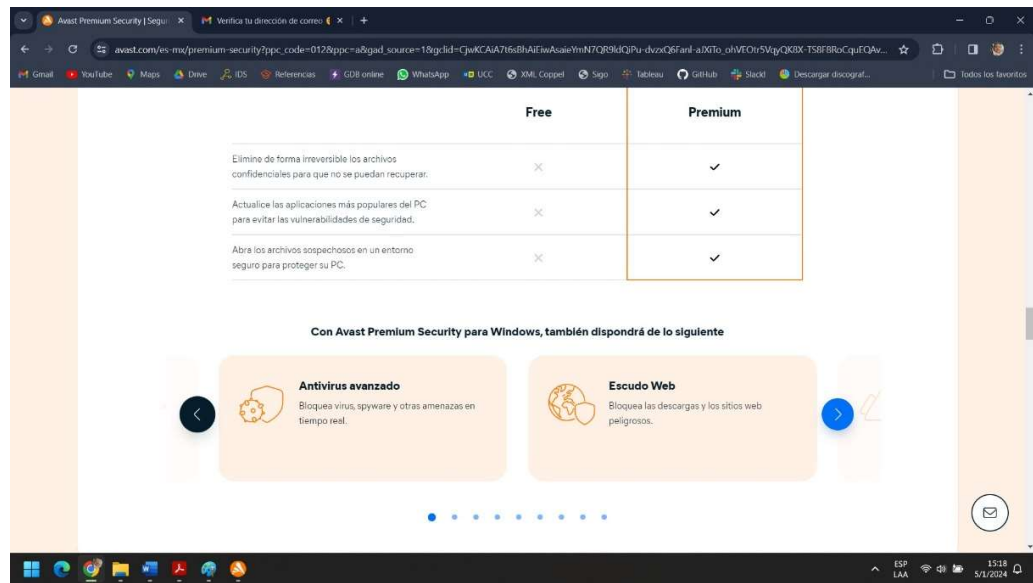 Avast Premium Security | Segur
Verifica tu dirección de correo
avast.com/es-mx/premium-security?ppc_code=012&ppc=a&gad_source=1&gclid=
Gmail YouTube Maps Drive IDS Referencias GDB online WhatsApp UCC XML Coppel Sigo Tableau GitHub Slackl Descargar discograf... Todos los favoritos
Free Premium
Elimine de forma irreversible los archivos
confidenciales para que no se puedan recuperar.
Actualice las aplicaciones más populares del PC
para evitar las vulnerabilidades de seguridad.
Abra los archivos sospechosos en un entorno
seguro para proteger su PC.
Con Avast Premium Security para Windows, también dispondrá de lo siguiente
Antivirus avanzado
Bloquea virus, spyware y otras amenazas en
tiempo real.
Escudo Web
Bloquea las descargas y los sitios web
peligrosos.
ESP
LAA
15:18
5/1/2024